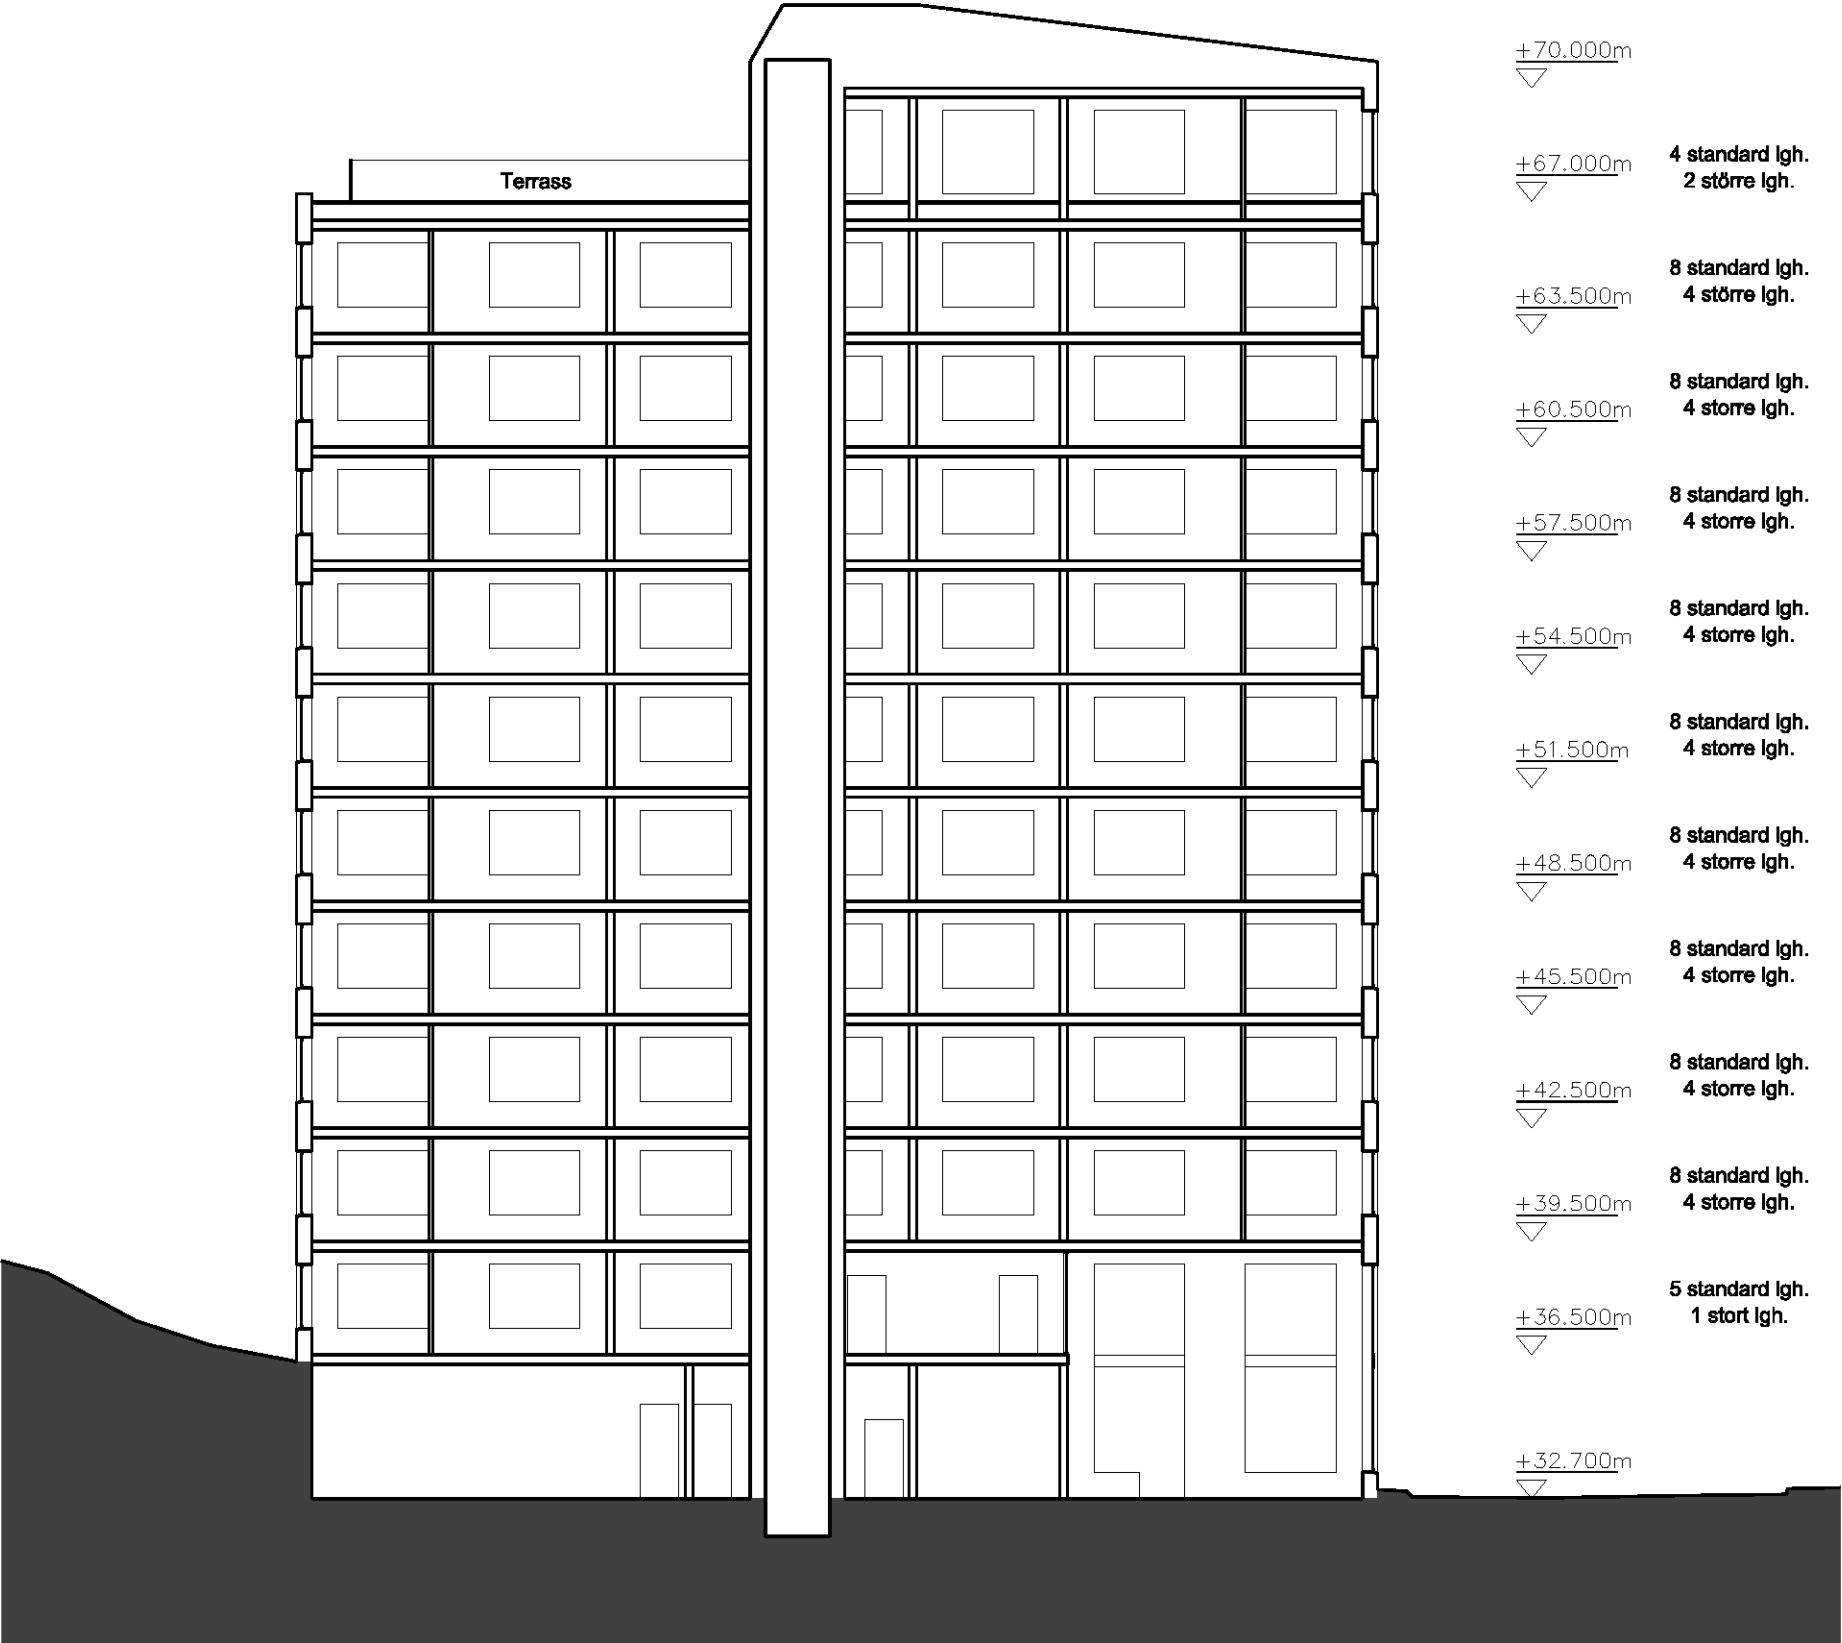 +70.000m
Terrass
+67.000m
4 standard lgh.
2 större lgh.
+63.500m
8 standard lgh.
4 större lgh.
+60.500m
8 standard lgh.
4 storre lgh.
+57.500m
8 standard lgh.
4 storre lgh.
+54.500m
8 standard lgh.
4 storre lgh.
+51.500m
8 standard lgh.
4 storre lgh.
+48.500m
8 standard lgh.
4 storre lgh.
+45.500m
8 standard lgh.
4 storre lgh.
+42.500m
8 standard lgh.
4 storre lgh.
+39.500m
8 standard lgh.
4 storre lgh.
+36.500m
5 standard lgh.
1 stort lgh.
+32.700m